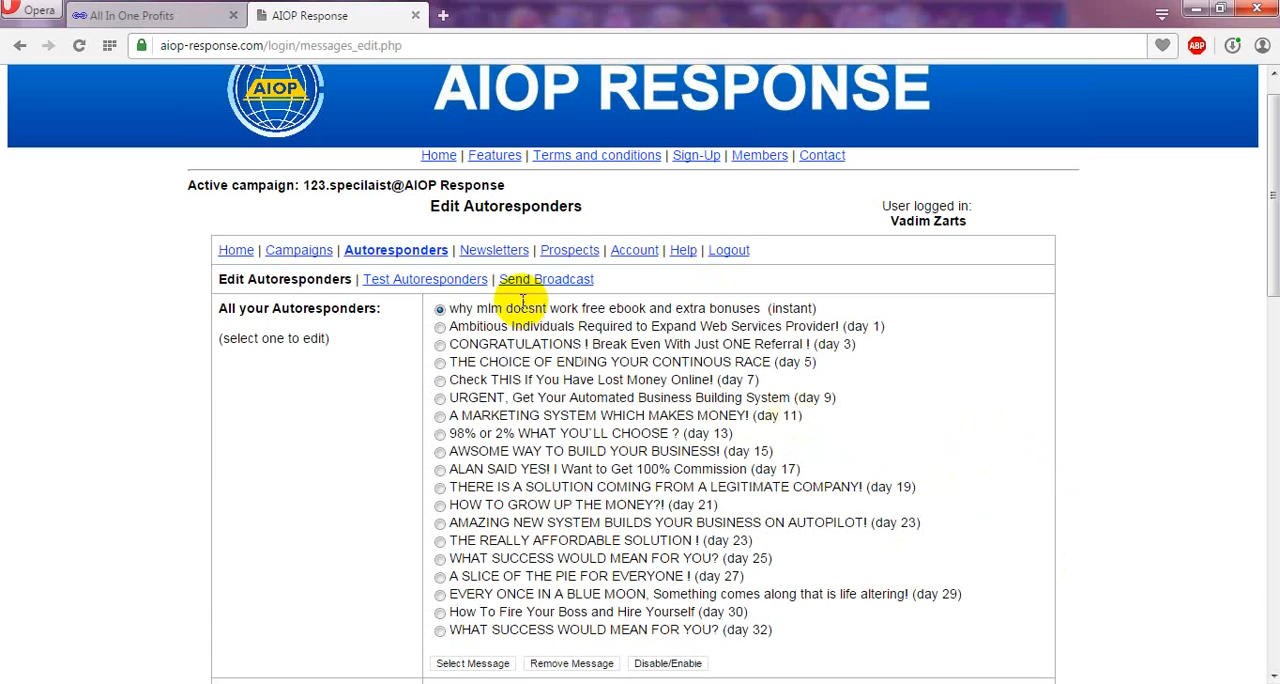 Opera
All In One Profits
AIOP Response
aiop-response.com/login/messages_edit.php
ABP
AIOP
AIOP RESPONSE
Home | Features | Terms and conditions | Sign-Up | Members | Contact
Active campaign: 123.specilaist@AIOP Response
Edit Autoresponders
User logged in:
Vadim Zarts
Home | Campaigns | Autoresponders | Newsletters | Prospects | Account | Help | Logout
Edit Autoresponders | Test Autoresponders | Send Broadcast
All your Autoresponders:
(select one to edit)
why mlm doesnt work free ebook and extra bonuses (instant)
Ambitious Individuals Required to Expand Web Services Provider! (day 1)
CONGRATULATIONS ! Break Even With Just ONE Referral ! (day 3)
THE CHOICE OF ENDING YOUR CONTINOUS RACE (day 5)
Check THIS If You Have Lost Money Online! (day 7)
URGENT, Get Your Automated Business Building System (day 9)
A MARKETING SYSTEM WHICH MAKES MONEY! (day 11)
98% or 2% WHAT YOU`LL CHOOSE ? (day 13)
AWSOME WAY TO BUILD YOUR BUSINESS! (day 15)
ALAN SAID YES! I Want to Get 100% Commission (day 17)
THERE IS A SOLUTION COMING FROM A LEGITIMATE COMPANY! (day 19)
HOW TO GROW UP THE MONEY?! (day 21)
AMAZING NEW SYSTEM BUILDS YOUR BUSINESS ON AUTOPILOT! (day 23)
THE REALLY AFFORDABLE SOLUTION ! (day 23)
WHAT SUCCESS WOULD MEAN FOR YOU? (day 25)
A SLICE OF THE PIE FOR EVERYONE ! (day 27)
EVERY ONCE IN A BLUE MOON, Something comes along that is life altering! (day 29)
How To Fire Your Boss and Hire Yourself (day 30)
WHAT SUCCESS WOULD MEAN FOR YOU? (day 32)
Select Message
Remove Message
Disable/Enable